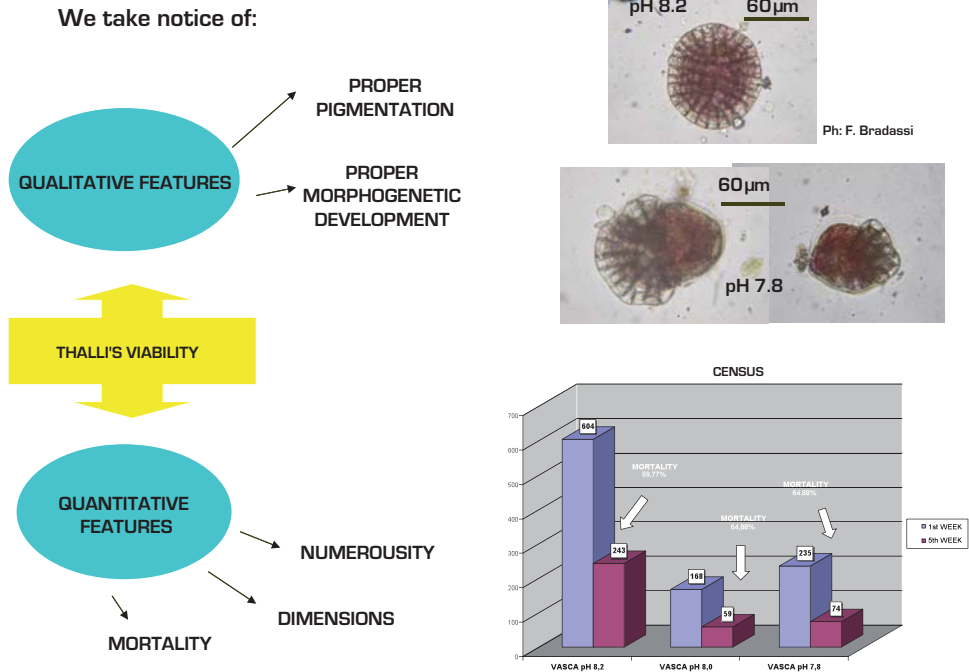 We take notice of:
PROPER
PIGMENTATION
QUALITATIVE FEATURES
PROPER
MORPHOGENETIC
DEVELOPMENT
THALLI'S VIABILITY
QUANTITATIVE
FEATURES
NUMEROUSITY
DIMENSIONS
MORTALITY
pH 8.2
60µm
Ph: F. Bradassi
60µm
pH 7.8
CENSUS
700
600
500
400
300
200
100
0
604
243
168
59
235
74
MORTALITY
59,77%
MORTALITY
64,88%
MORTALITY
64,88%
1st WEEK
5th WEEK
VASCA pH 8,2
VASCA pH 8,0
VASCA pH 7,8